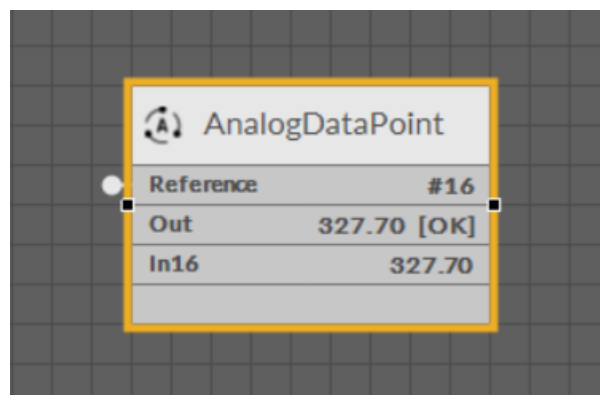 AnalogDataPoint
Reference #16
Out 327.70 [OK]
In16 327.70